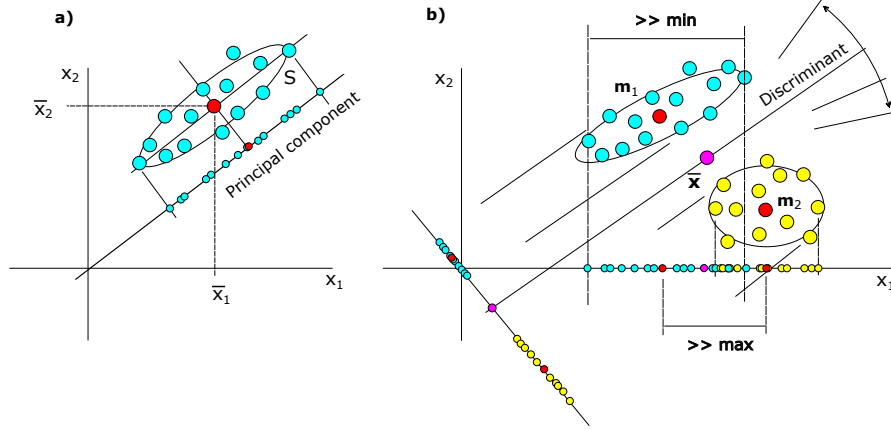 a)
x₂
x̅₂
S
Principal component
x̅₁
x₁
b)
>> min
x₂
m₁
Discriminant
x̅
m₂
x₁
>> max